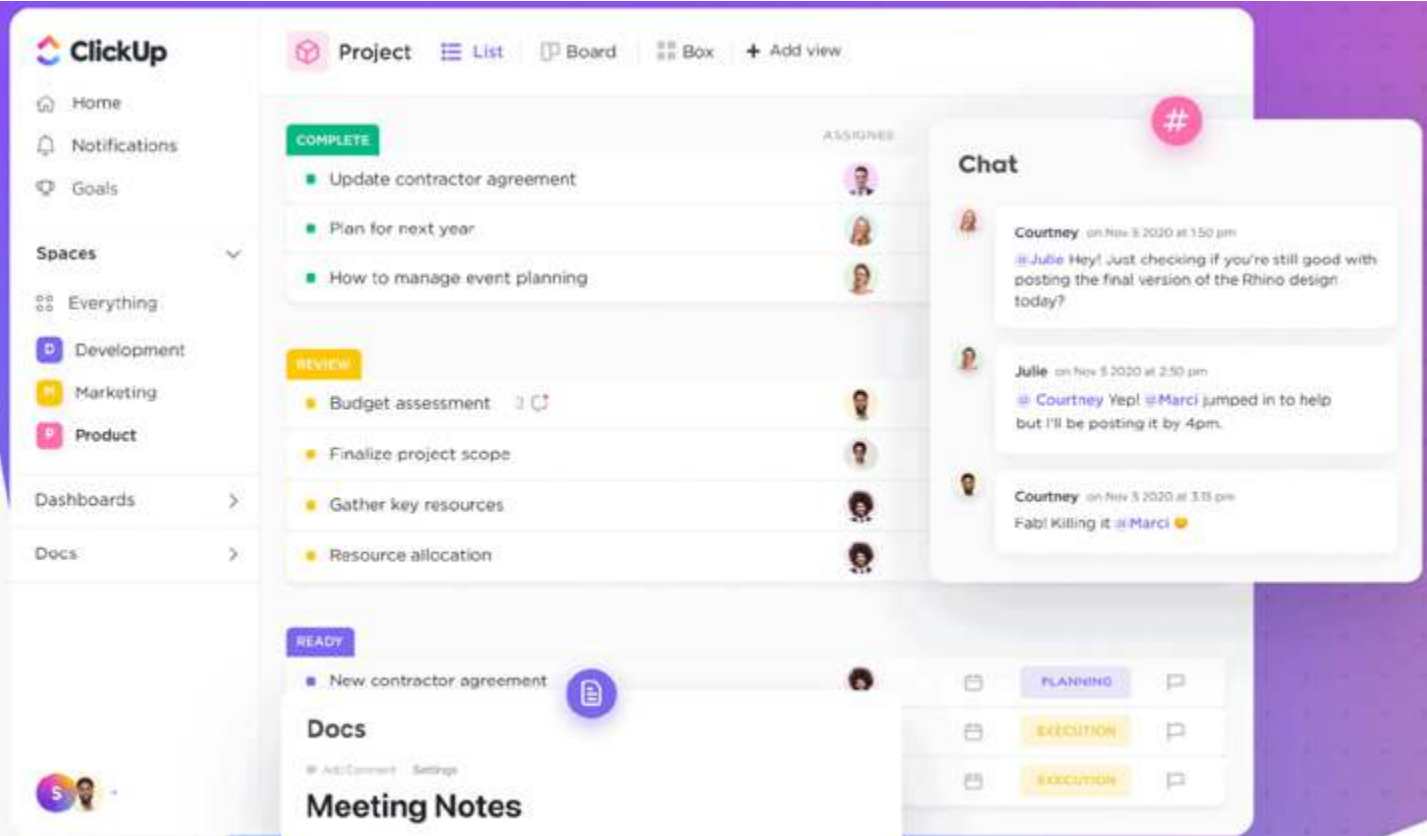 ClickUp
Home
Notifications
Goals
Spaces
Everything
D Development
M Marketing
P Product
Dashboards
Docs
S
Project List Board Box + Add view
COMPLETE ASSIGNEE
Update contractor agreement
Plan for next year
How to manage event planning
REVIEW
Budget assessment 3
Finalize project scope
Gather key resources
Resource allocation
READY
New contractor agreement PLANNING
EXECUTION
EXECUTION
Docs
Add Comment Settings
Meeting Notes
#
Chat
Courtney on Nov 5 2020 at 1:50 pm
@Julie Hey! Just checking if you're still good with
posting the final version of the Rhino design
today?
Julie on Nov 5 2020 at 2:50 pm
@ Courtney Yep! @Marci jumped in to help
but I'll be posting it by 4pm.
Courtney on Nov 5 2020 at 3:15 pm
Fab! Killing it @Marci 😊